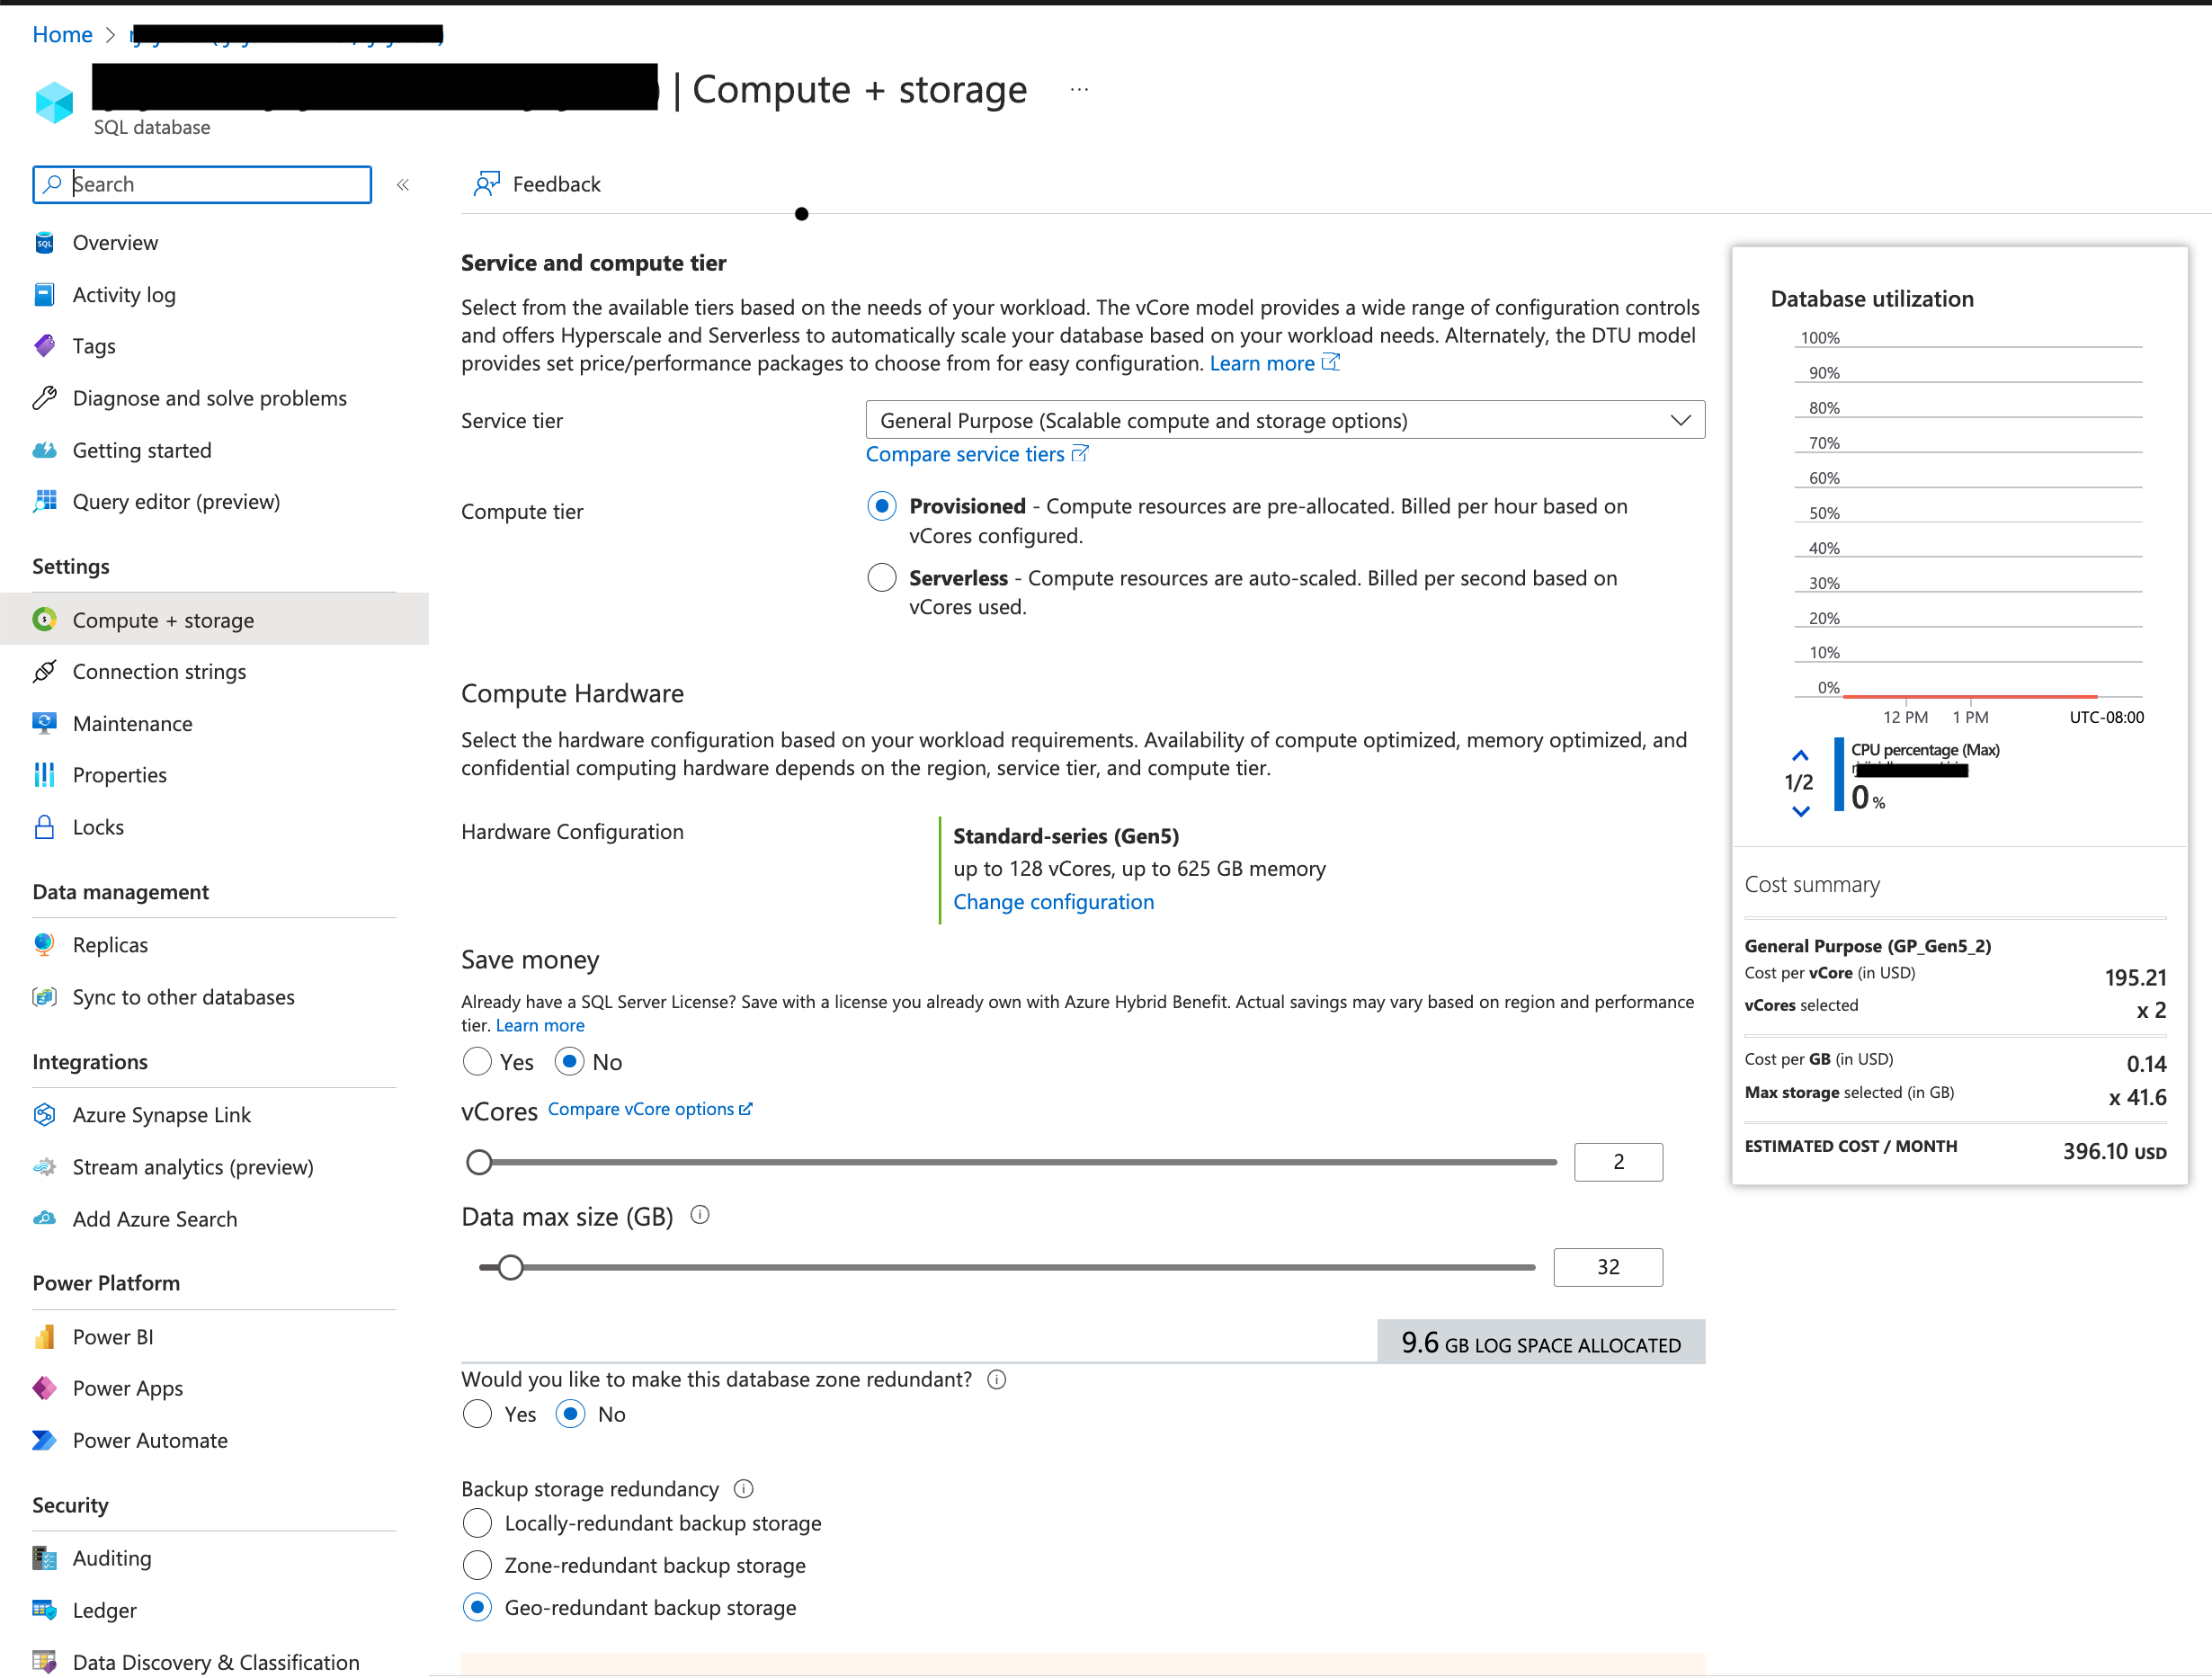 Home
| Compute + storage
SQL database
Search
Feedback
Overview
Activity log
Tags
Diagnose and solve problems
Getting started
Query editor (preview)
Settings
Compute + storage
Connection strings
Maintenance
Properties
Locks
Data management
Replicas
Sync to other databases
Integrations
Azure Synapse Link
Stream analytics (preview)
Add Azure Search
Power Platform
Power BI
Power Apps
Power Automate
Security
Auditing
Ledger
Data Discovery & Classification
Service and compute tier
Select from the available tiers based on the needs of your workload. The vCore model provides a wide range of configuration controls
and offers Hyperscale and Serverless to automatically scale your database based on your workload needs. Alternately, the DTU model
provides set price/performance packages to choose from for easy configuration. Learn more
Service tier
General Purpose (Scalable compute and storage options)
Compare service tiers
Compute tier
Provisioned - Compute resources are pre-allocated. Billed per hour based on
vCores configured.
Serverless - Compute resources are auto-scaled. Billed per second based on
vCores used.
Compute Hardware
Select the hardware configuration based on your workload requirements. Availability of compute optimized, memory optimized, and
confidential computing hardware depends on the region, service tier, and compute tier.
Hardware Configuration
Standard-series (Gen5)
up to 128 vCores, up to 625 GB memory
Change configuration
Save money
Already have a SQL Server License? Save with a license you already own with Azure Hybrid Benefit. Actual savings may vary based on region and performance
tier. Learn more
Yes No
vCores Compare vCore options
2
Data max size (GB)
32
9.6 GB LOG SPACE ALLOCATED
Would you like to make this database zone redundant?
Yes No
Backup storage redundancy
Locally-redundant backup storage
Zone-redundant backup storage
Geo-redundant backup storage
Database utilization
100%
90%
80%
70%
60%
50%
40%
30%
20%
10%
0%
12 PM 1 PM UTC-08:00
CPU percentage (Max)
1/2
0 %
Cost summary
General Purpose (GP_Gen5_2)
Cost per vCore (in USD) 195.21
vCores selected x 2
Cost per GB (in USD) 0.14
Max storage selected (in GB) x 41.6
ESTIMATED COST / MONTH 396.10 USD